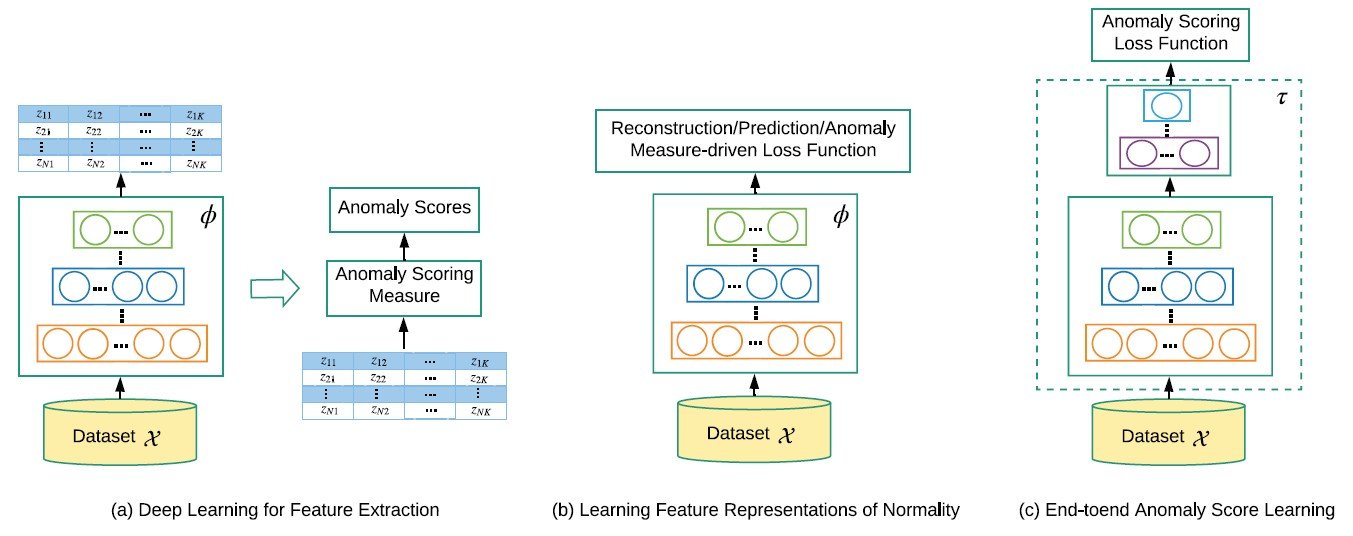 z11 z12 ... z1K
z21 z22 ... z2K
⋮ ⋮ ... ⋮
zN1 zN2 ... zNK
ϕ
...
...
...
Dataset 𝒳
Anomaly Scores
Anomaly Scoring
Measure
z11 z12 ... z1K
z21 z22 ... z2K
⋮ ⋮ ... ⋮
zN1 zN2 ... zNK
(a) Deep Learning for Feature Extraction
Reconstruction/Prediction/Anomaly
Measure-driven Loss Function
ϕ
...
...
...
Dataset 𝒳
(b) Learning Feature Representations of Normality
Anomaly Scoring
Loss Function
τ
...
...
...
...
Dataset 𝒳
(c) End-toend Anomaly Score Learning